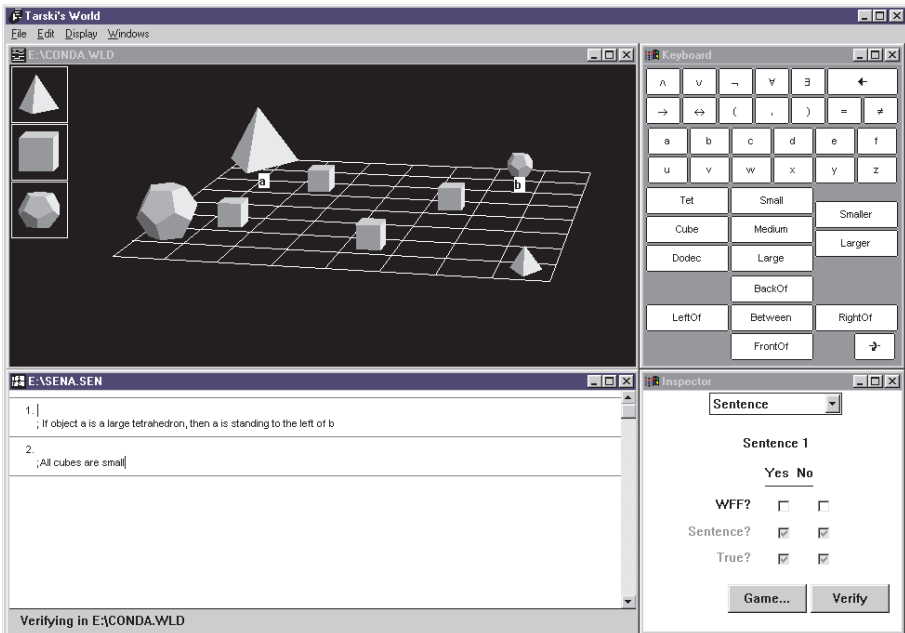 Tarski's World
File Edit Display Windows
E:\CONDA.WLD
a
b
Keyboard
∧ ∨ ¬ ∀ ∃ ←
→ ↔ ( , ) = ≠
a b c d e f
u v w x y z
Tet Small Smaller
Cube Medium Larger
Dodec Large
BackOf
LeftOf Between RightOf
FrontOf
E:\SENA.SEN
1.
; If object a is a large tetrahedron, then a is standing to the left of b
2.
;All cubes are small
Verifying in E:\CONDA.WLD
Inspector
Sentence
Sentence 1
Yes No
WFF?
Sentence?
True?
Game... Verify